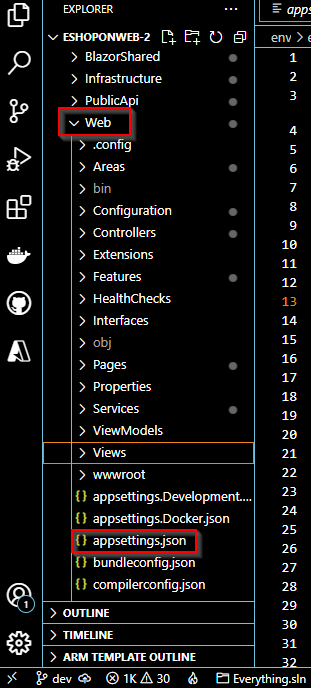 EXPLORER
apps
ESHOPONWEB-2
env
BlazorShared
1
Infrastructure
2
PublicApi
3
Web
4
.config
5
Areas
6
bin
7
8
Configuration
9
Controllers
10
Extensions
11
Features
12
HealthChecks
13
Interfaces
14
obj
15
Pages
16
Properties
17
18
Services
19
ViewModels
20
Views
21
wwwroot
22
{} appsettings.Development....
23
{} appsettings.Docker.json
24
25
{} appsettings.json
26
{} bundleconfig.json
27
{} compilerconfig.json
28
29
OUTLINE
30
TIMELINE
31
ARM TEMPLATE OUTLINE
32
1
dev
1K
30
Everything.sln